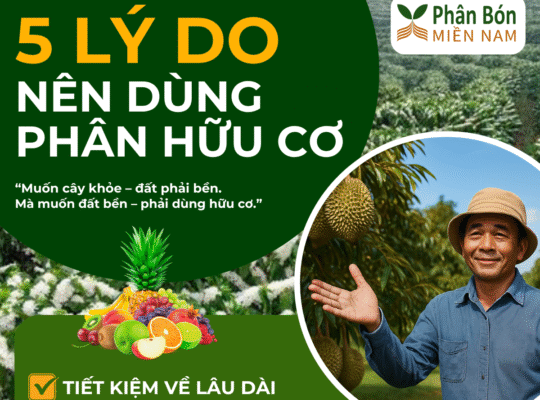 Phân Bón
MIỀN NAM
5 LÝ DO
NÊN DÙNG
PHÂN HỮU CƠ
“Muốn cây khỏe – đất phải bền.
Mà muốn đất bền – phải dùng hữu cơ.”
TIẾT KIỆM VỀ LÂU DÀI